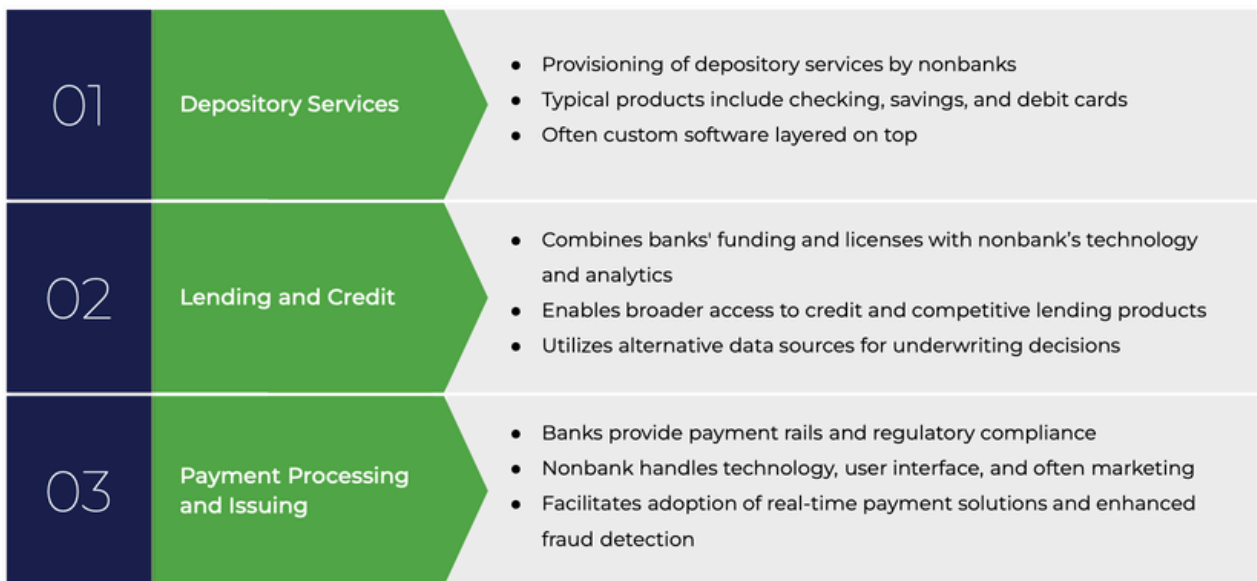 01
Depository Services
● Provisioning of depository services by nonbanks
● Typical products include checking, savings, and debit cards
● Often custom software layered on top
02
Lending and Credit
● Combines banks' funding and licenses with nonbank’s technology
and analytics
● Enables broader access to credit and competitive lending products
● Utilizes alternative data sources for underwriting decisions
03
Payment Processing
and Issuing
● Banks provide payment rails and regulatory compliance
● Nonbank handles technology, user interface, and often marketing
● Facilitates adoption of real-time payment solutions and enhanced
fraud detection